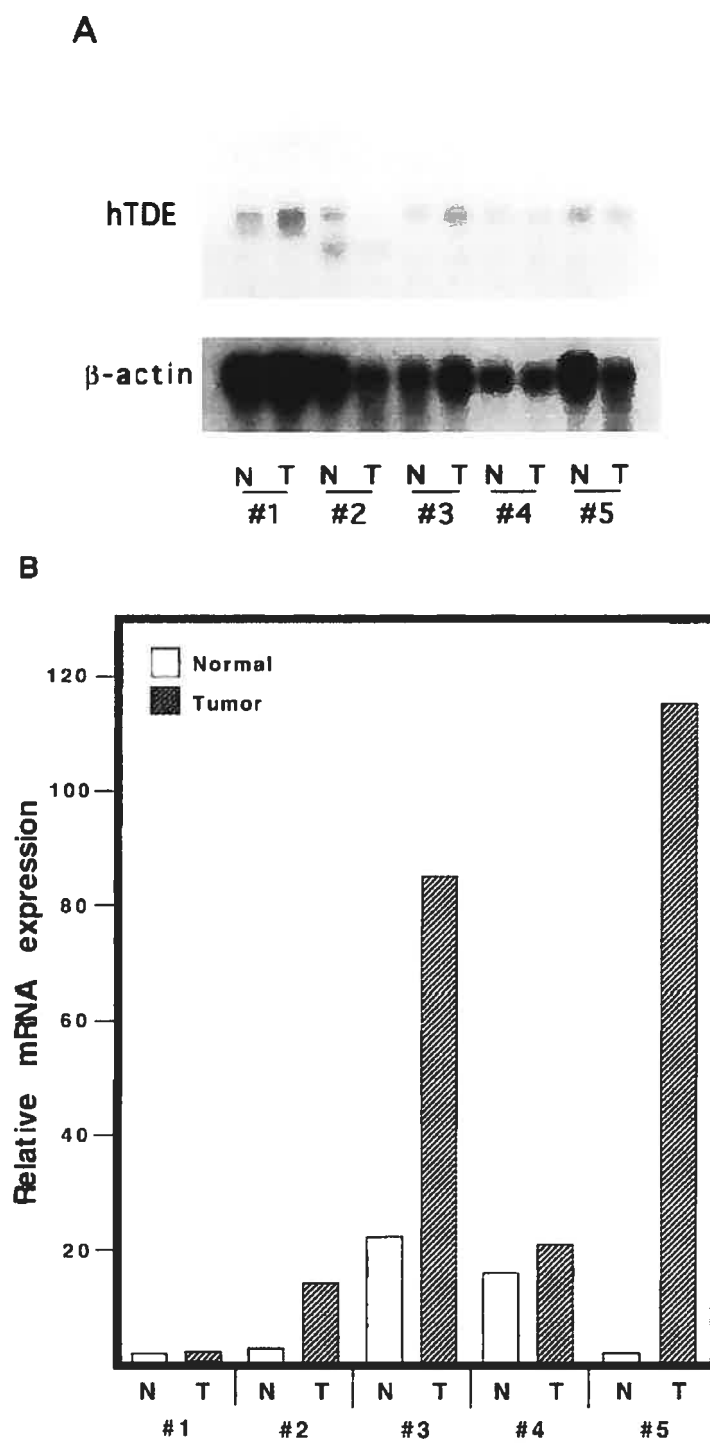 A
hTDE
β-actin
N T N T N T N T N T
#1 #2 #3 #4 #5
B
Normal
Tumor
120
100
80
60
40
20
Relative mRNA expression
N T N T N T N T N T
#1 #2 #3 #4 #5